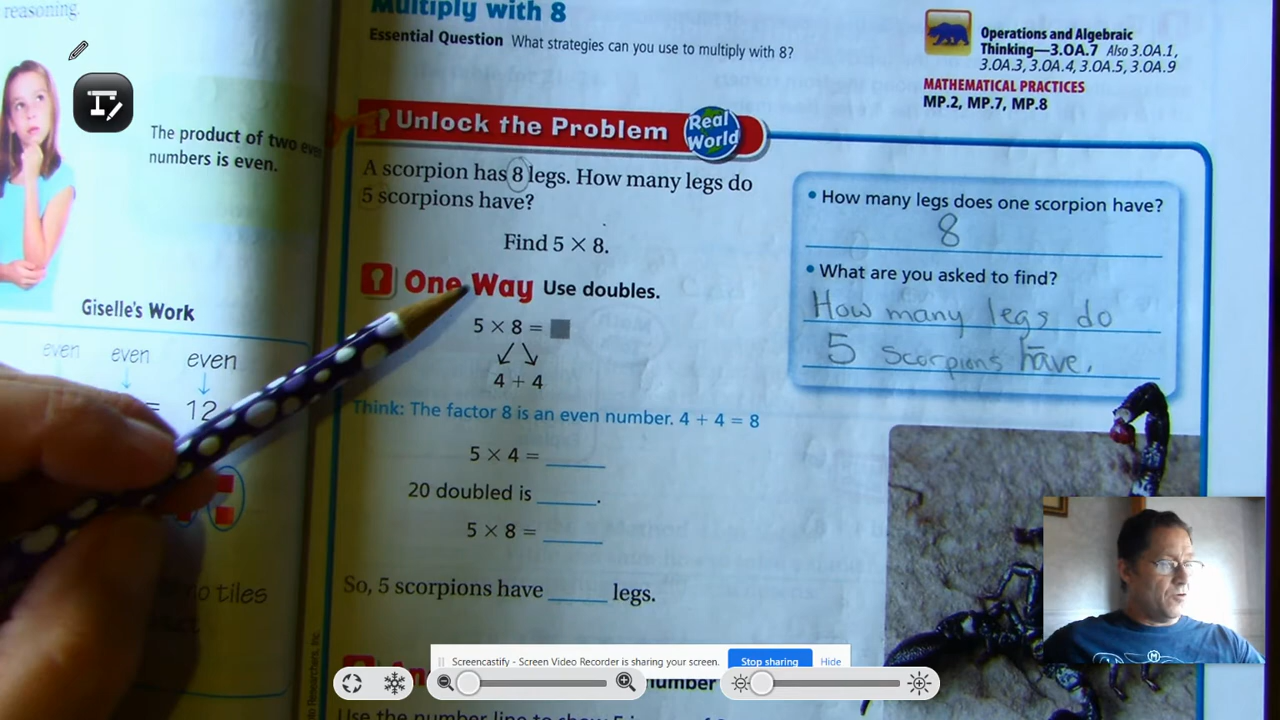 reasoning.
The product of two even
numbers is even.
Giselle's Work
even even even
= 12
no tiles
Multiply with 8
Essential Question What strategies can you use to multiply with 8?
Operations and Algebraic
Thinking—3.OA.7 Also 3.OA.1,
3.OA.3, 3.OA.4, 3.OA.5, 3.OA.9
MATHEMATICAL PRACTICES
MP.2, MP.7, MP.8
Unlock the Problem
Real
World
A scorpion has 8 legs. How many legs do
5 scorpions have?
Find 5 × 8.
• How many legs does one scorpion have?
8
• What are you asked to find?
How many legs do
5 scorpions have.
One Way Use doubles.
5 × 8 =
4 + 4
Think: The factor 8 is an even number. 4 + 4 = 8
5 × 4 = ____
20 doubled is ____.
5 × 8 = ____
So, 5 scorpions have ____ legs.
Screencastify - Screen Video Recorder is sharing your screen.
Stop sharing
Hide
Use the number line to show 5